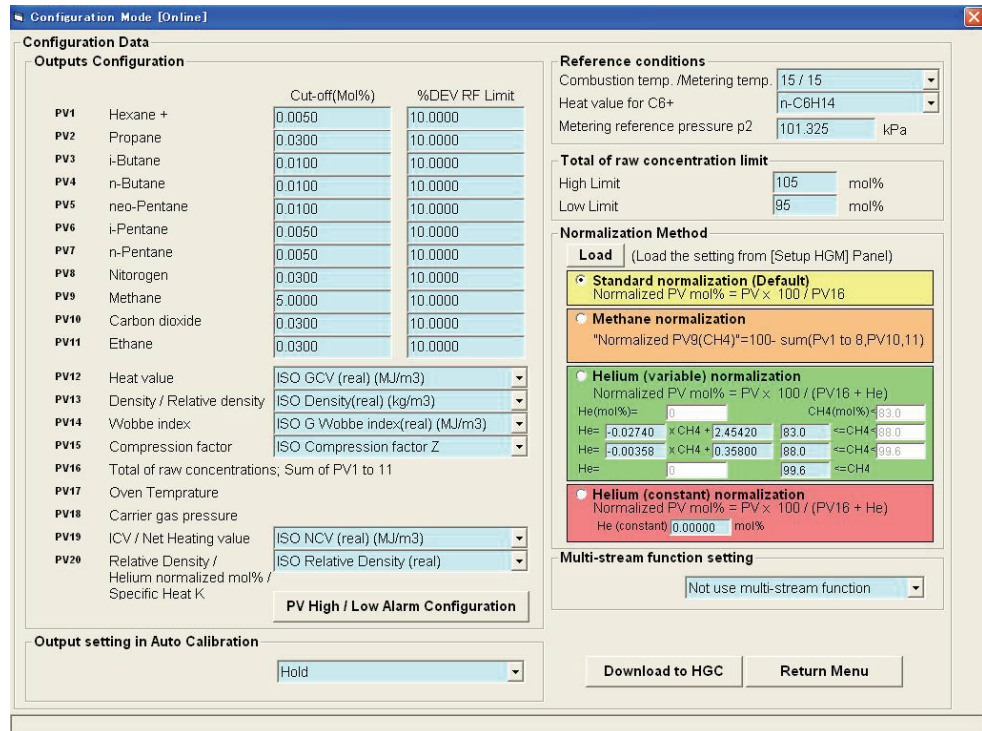 Configuration Mode [Online]
Configuration Data
Outputs Configuration
Cut-off(Mol%) %DEV RF Limit
PV1 Hexane + 0.0050 10.0000
PV2 Propane 0.0300 10.0000
PV3 i-Butane 0.0100 10.0000
PV4 n-Butane 0.0100 10.0000
PV5 neo-Pentane 0.0100 10.0000
PV6 i-Pentane 0.0050 10.0000
PV7 n-Pentane 0.0050 10.0000
PV8 Nitorogen 0.0300 10.0000
PV9 Methane 5.0000 10.0000
PV10 Carbon dioxide 0.0300 10.0000
PV11 Ethane 0.0300 10.0000
PV12 Heat value ISO GCV (real) (MJ/m3)
PV13 Density / Relative density ISO Density(real) (kg/m3)
PV14 Wobbe index ISO G Wobbe index(real) (MJ/m3)
PV15 Compression factor ISO Compression factor Z
PV16 Total of raw concentrations; Sum of PV1 to 11
PV17 Oven Temprature
PV18 Carrier gas pressure
PV19 ICV / Net Heating value ISO NCV (real) (MJ/m3)
PV20 Relative Density / ISO Relative Density (real)
Helium normalized mol% /
Specific Heat K
PV High / Low Alarm Configuration
Output setting in Auto Calibration
Hold
Reference conditions
Combustion temp. /Metering temp. 15 / 15
Heat value for C6+ n-C6H14
Metering reference pressure p2 101.325 kPa
Total of raw concentration limit
High Limit 105 mol%
Low Limit 95 mol%
Normalization Method
Load (Load the setting from [Setup HGM] Panel)
Standard normalization (Default)
Normalized PV mol% = PV x 100 / PV16
Methane normalization
"Normalized PV9(CH4)"=100- sum(Pv1 to 8,PV10,11)
Helium (variable) normalization
Normalized PV mol% = PV x 100 / (PV16 + He)
He(mol%)= 0 CH4(mol%)<83.0
He= -0.02740 x CH4 + 2.45420 83.0 <=CH4<88.0
He= -0.00358 x CH4 + 0.35800 88.0 <=CH4<99.6
He= 0 99.6 <=CH4
Helium (constant) normalization
Normalized PV mol% = PV x 100 / (PV16 + He)
He (constant) 0.00000 mol%
Multi-stream function setting
Not use multi-stream function
Download to HGC Return Menu